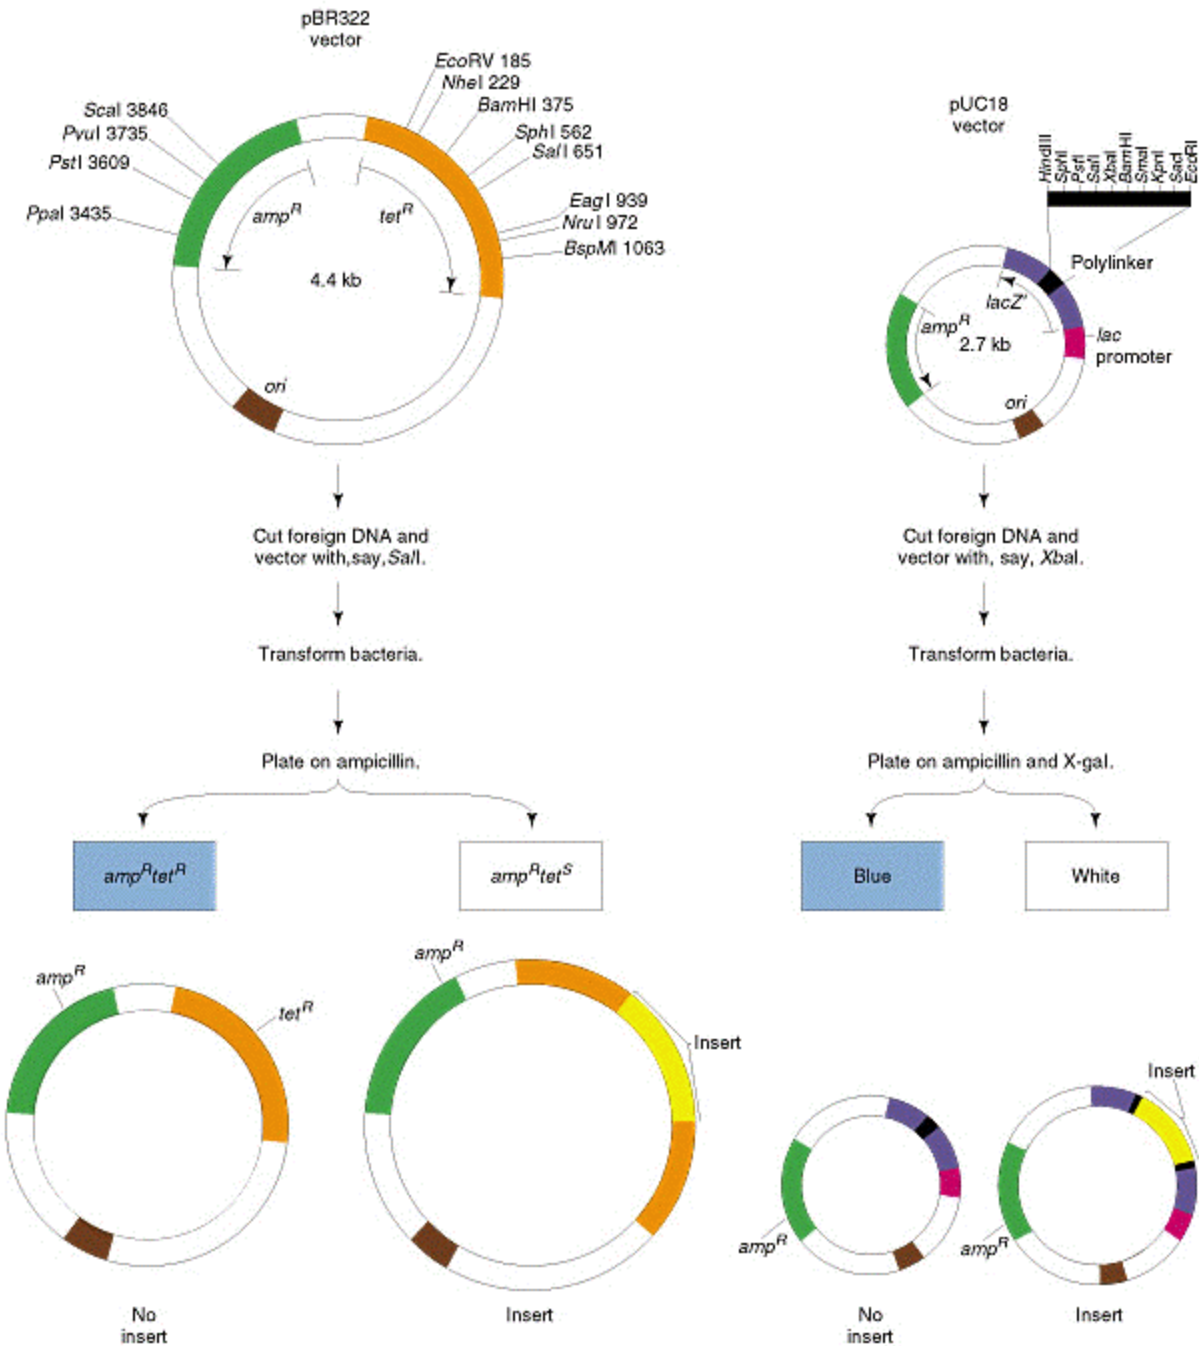 pBR322
vector
EcoRV 185
NheI 229
BamHI 375
SphI 562
SalI 651
EagI 939
NruI 972
BspMI 1063
ScaI 3846
PvuI 3735
PstI 3609
PpaI 3435
ampR
tetR
4.4 kb
ori
pUC18
vector
HindIII
SphI
PstI
SalI
XbaI
BamHI
SmaI
KpnI
SacI
EcoRI
Polylinker
lacZ'
ampR
2.7 kb
lac
promoter
ori
Cut foreign DNA and
vector with,say,SalI.
Transform bacteria.
Plate on ampicillin.
ampRtetR
ampRtetS
Cut foreign DNA and
vector with, say, XbaI.
Transform bacteria.
Plate on ampicillin and X-gal.
Blue
White
ampR
tetR
No
insert
ampR
Insert
Insert
ampR
No
insert
Insert
ampR
Insert